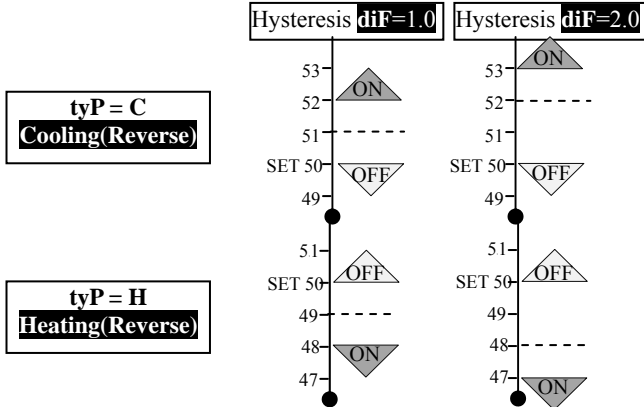 Hysteresis diF=1.0
Hysteresis diF=2.0
tyP = C
Cooling(Reverse)
53
52
51
SET 50
49
ON
OFF
53
52
51
SET 50
49
ON
OFF
tyP = H
Heating(Reverse)
51
SET 50
49
48
47
OFF
ON
51
SET 50
49
48
47
OFF
ON